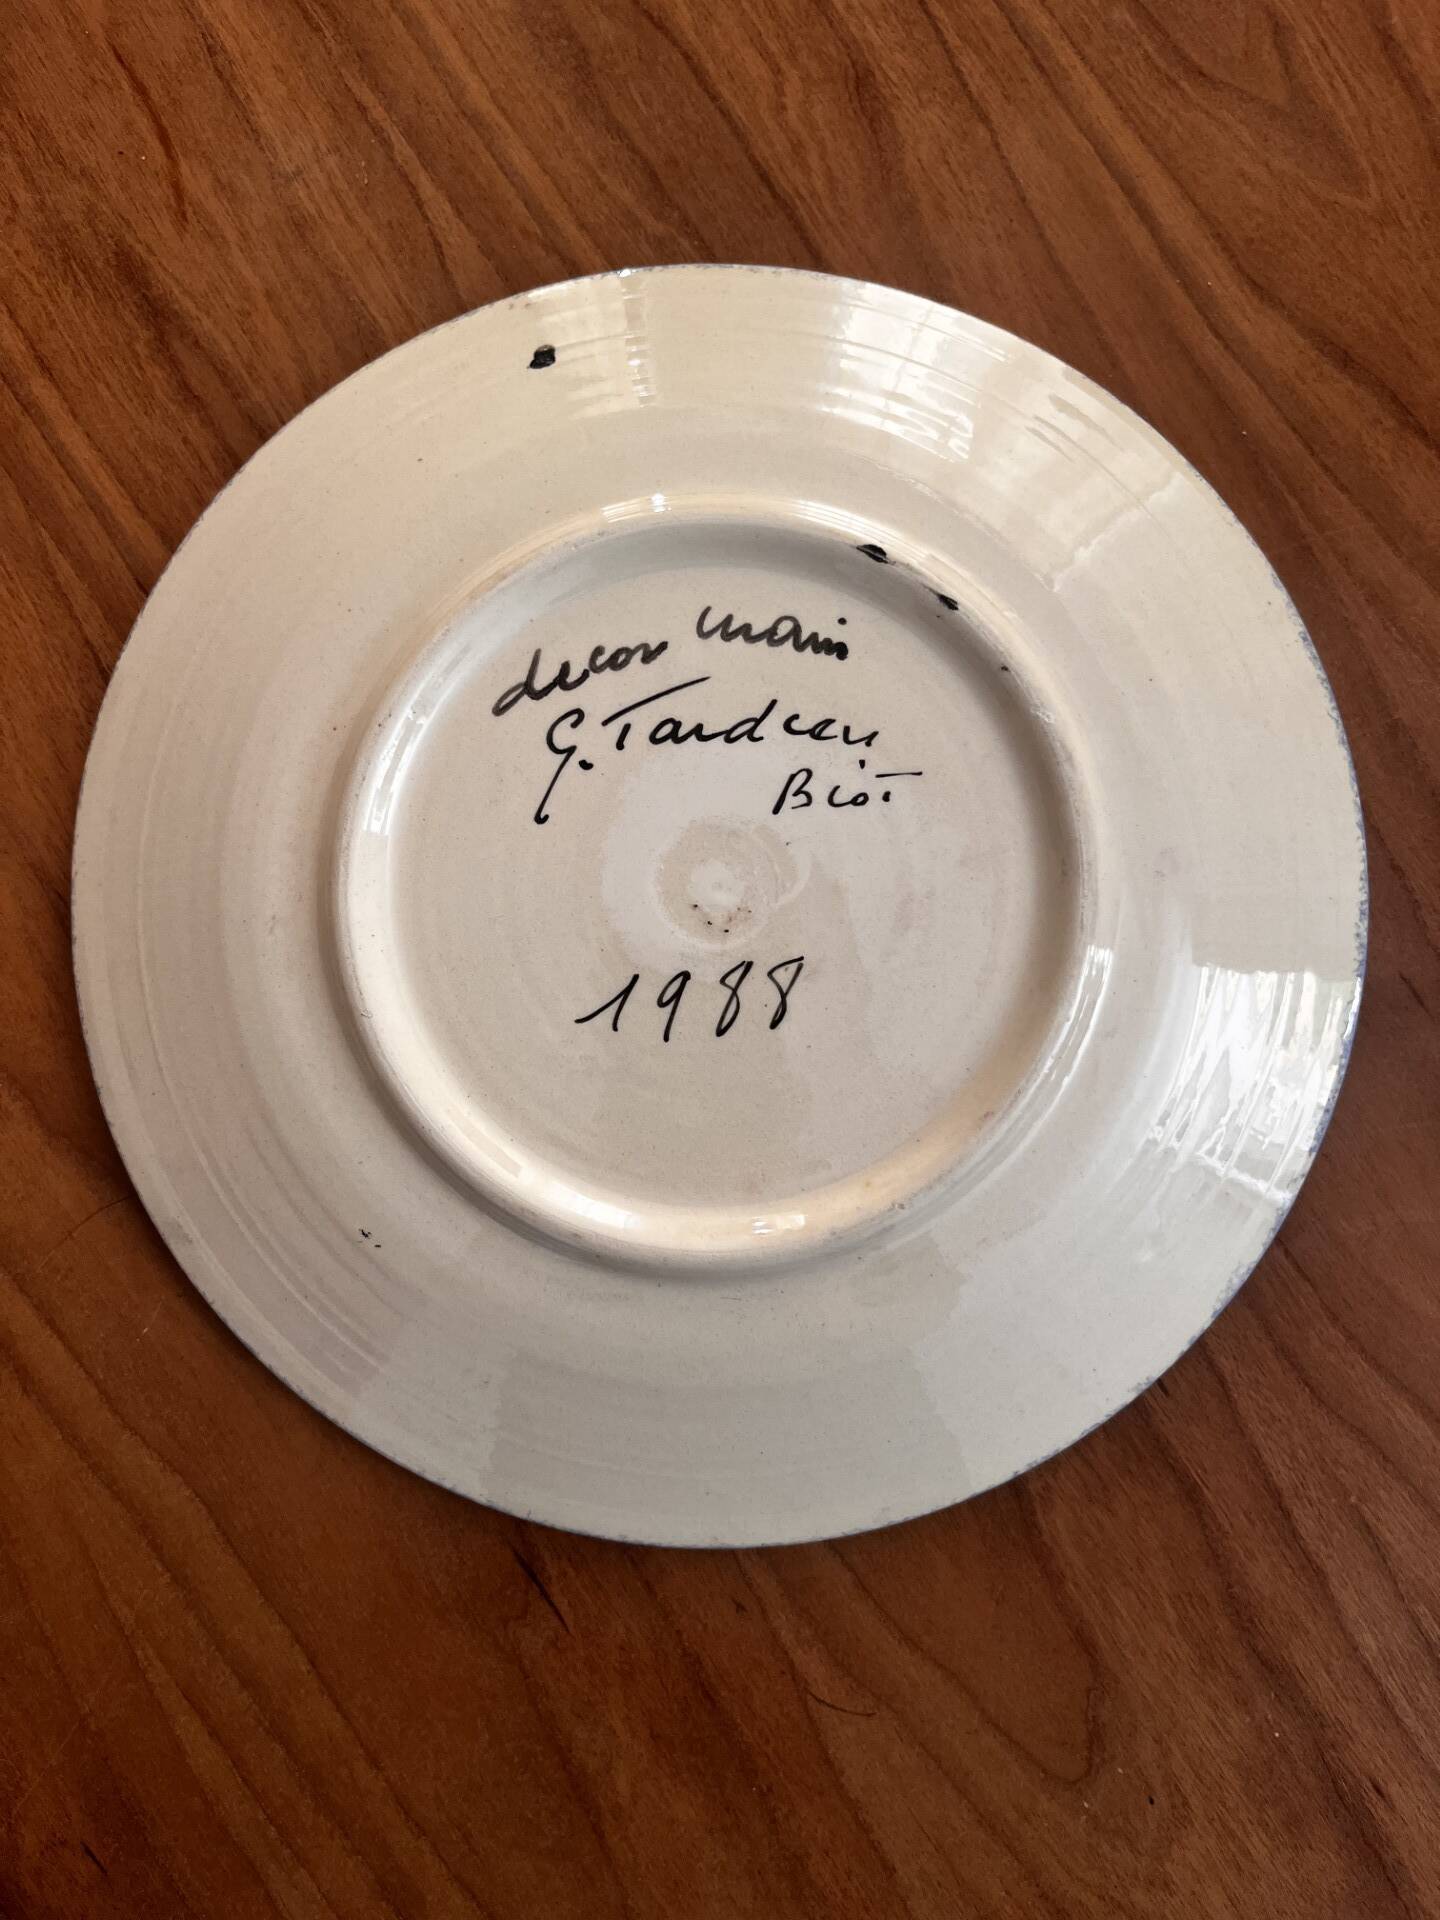 decor main
G. Tardieu
Biot
1988